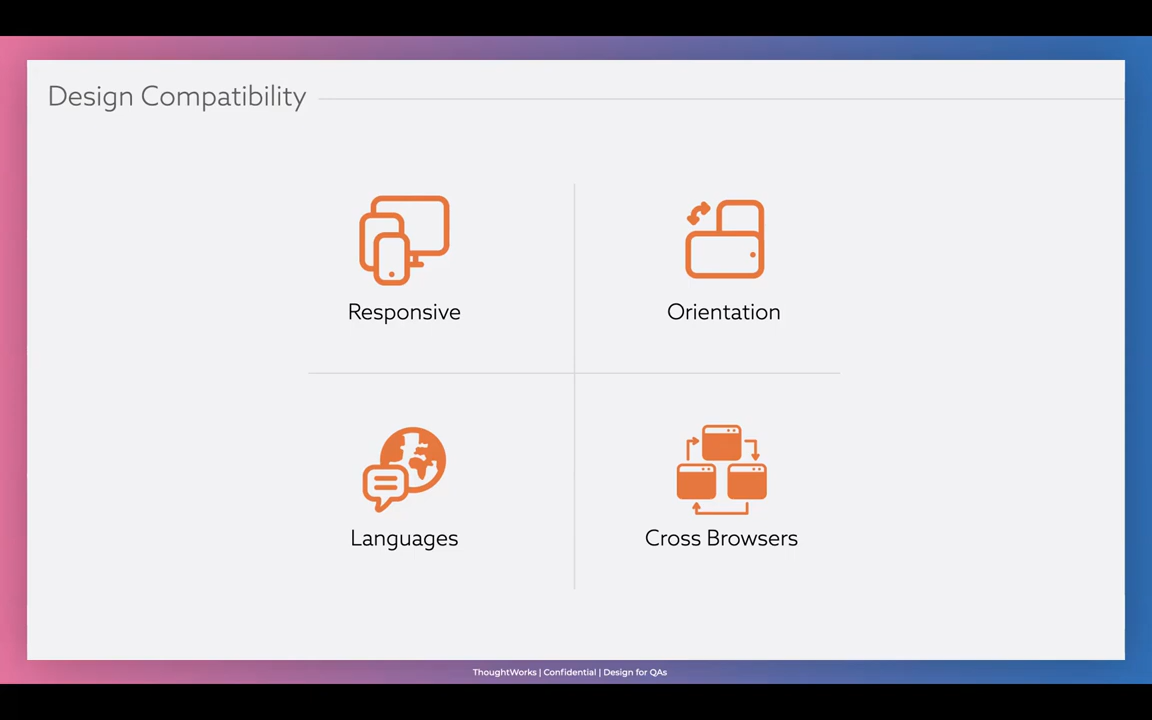 Design Compatibility
Responsive
Orientation
Languages
Cross Browsers
ThoughtWorks | Confidential | Design for QAs